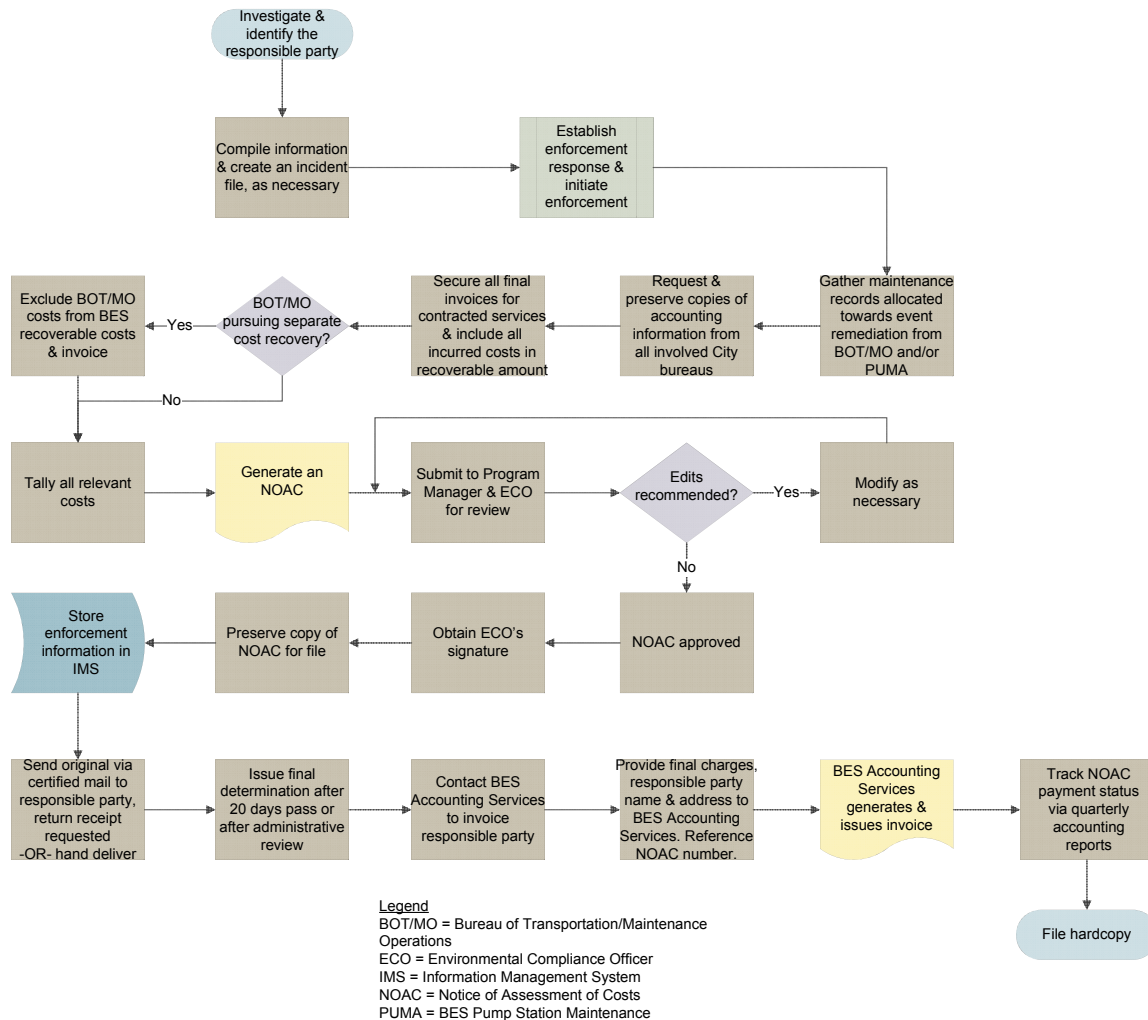 Investigate &
identify the
responsible party
Compile information
& create an incident
file, as necessary
Establish
enforcement
response &
initiate
enforcement
Exclude BOT/MO
costs from BES
recoverable costs
& invoice
Yes
BOT/MO
pursuing separate
cost recovery?
Secure all final
invoices for
contracted services
& include all
incurred costs in
recoverable amount
Request &
preserve copies of
accounting
information from
all involved City
bureaus
Gather maintenance
records allocated
towards event
remediation from
BOT/MO and/or
PUMA
No
Tally all relevant
costs
Generate an
NOAC
Submit to Program
Manager & ECO
for review
Edits
recommended?
Yes
Modify as
necessary
No
Store
enforcement
information in
IMS
Preserve copy of
NOAC for file
Obtain ECO's
signature
NOAC approved
Send original via
certified mail to
responsible party,
return receipt
requested
-OR- hand deliver
Issue final
determination after
20 days pass or
after administrative
review
Contact BES
Accounting Services
to invoice
responsible party
Provide final charges,
responsible party
name & address to
BES Accounting
Services. Reference
NOAC number.
BES Accounting
Services
generates &
issues invoice
Track NOAC
payment status
via quarterly
accounting
reports
File hardcopy
Legend
BOT/MO = Bureau of Transportation/Maintenance
Operations
ECO = Environmental Compliance Officer
IMS = Information Management System
NOAC = Notice of Assessment of Costs
PUMA = BES Pump Station Maintenance